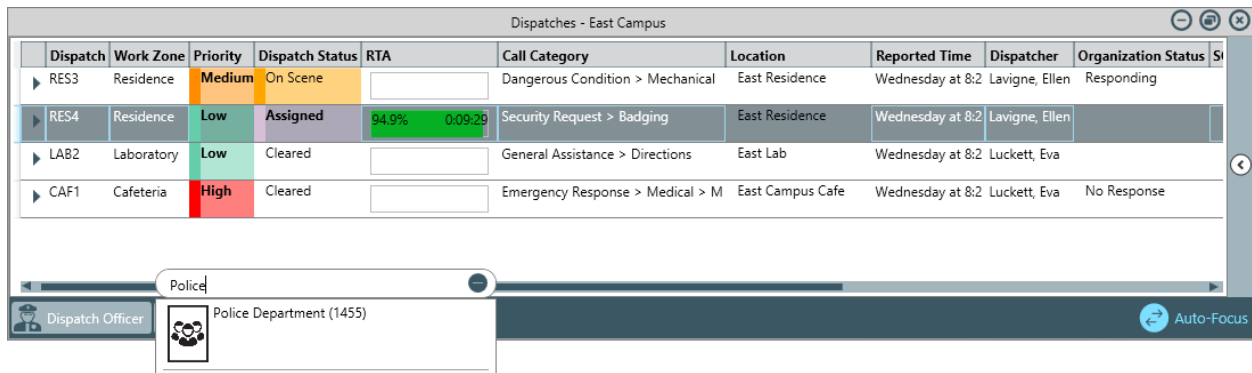 Dispatches - East Campus
Dispatch Work Zone Priority Dispatch Status RTA Call Category Location Reported Time Dispatcher Organization Status
RES3 Residence Medium On Scene Dangerous Condition > Mechanical East Residence Wednesday at 8:2 Lavigne, Ellen Responding
RES4 Residence Low Assigned 94.9% 0:09:29 Security Request > Badging East Residence Wednesday at 8:2 Lavigne, Ellen
LAB2 Laboratory Low Cleared General Assistance > Directions East Lab Wednesday at 8:2 Luckett, Eva
CAF1 Cafeteria High Cleared Emergency Response > Medical > M East Campus Cafe Wednesday at 8:2 Luckett, Eva No Response
Police
Dispatch Officer Police Department (1455) Auto-Focus